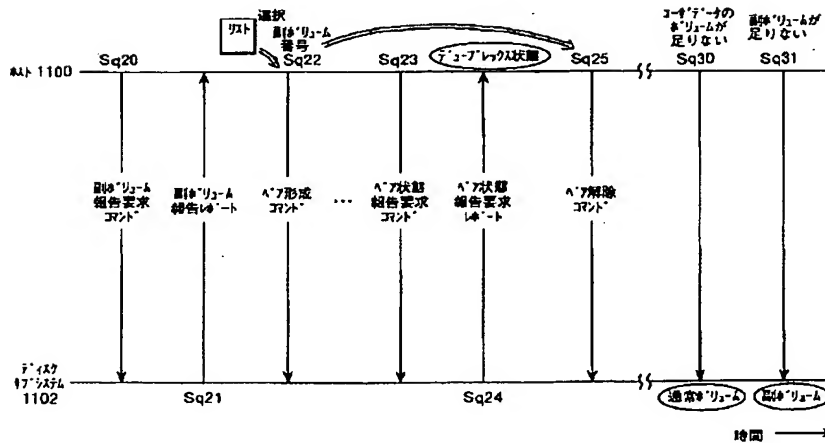 リスト
選択
副ボリューム
番号
ユーザデータの
ボリュームが
足りない
副ボリュームが
足りない
Sq20
Sq22
Sq23
デュープレックス状態
Sq25
Sq30
Sq31
ホスト 1100
副ボリューム
報告要求
コマンド
副ボリューム
報告レポート
ペア形成
コマンド
…
ペア状態
報告要求
コマンド
ペア状態
報告要求
レポート
ペア解除
コマンド
ディスク
サブシステム
1102
Sq21
Sq24
通常ボリューム
副ボリューム
時間